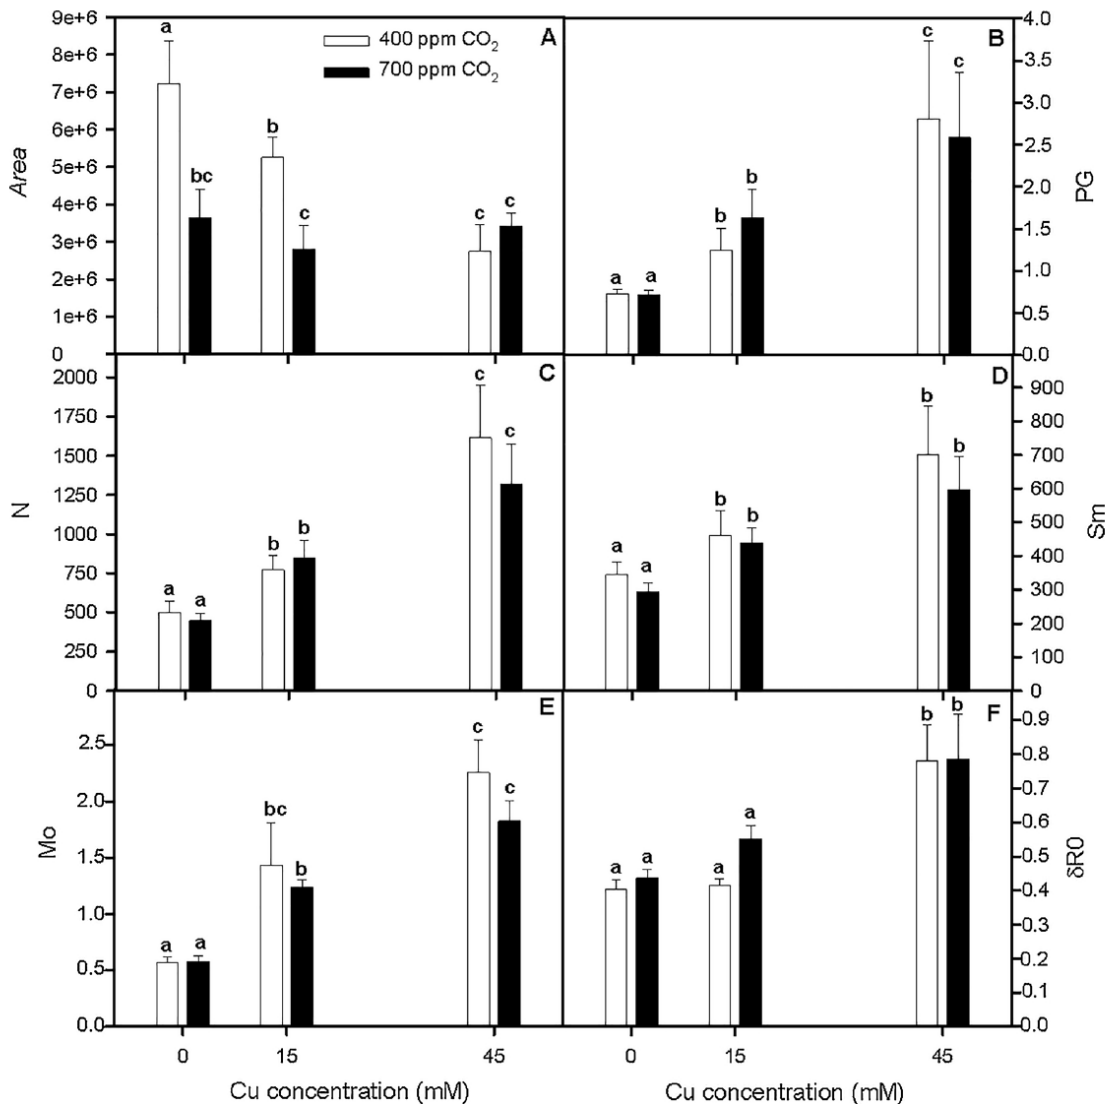 9e+6
8e+6
7e+6
6e+6
5e+6
4e+6
3e+6
2e+6
1e+6
0
Area
a
bc
b
c
c
c
400 ppm CO₂
700 ppm CO₂
A
a
a
b
b
c
c
B
4.0
3.5
3.0
2.5
2.0
1.5
1.0
0.5
0.0
PG
2000
1750
1500
1250
1000
750
500
250
0
N
a
a
b
b
c
c
C
a
a
b
b
b
b
D
900
800
700
600
500
400
300
200
100
0
Sm
2.5
2.0
1.5
1.0
0.5
0.0
Mo
a
a
bc
b
c
c
E
a
a
a
a
b
b
F
0.9
0.8
0.7
0.6
0.5
0.4
0.3
0.2
0.1
0.0
δR0
0 15 45
Cu concentration (mM)
0 15 45
Cu concentration (mM)